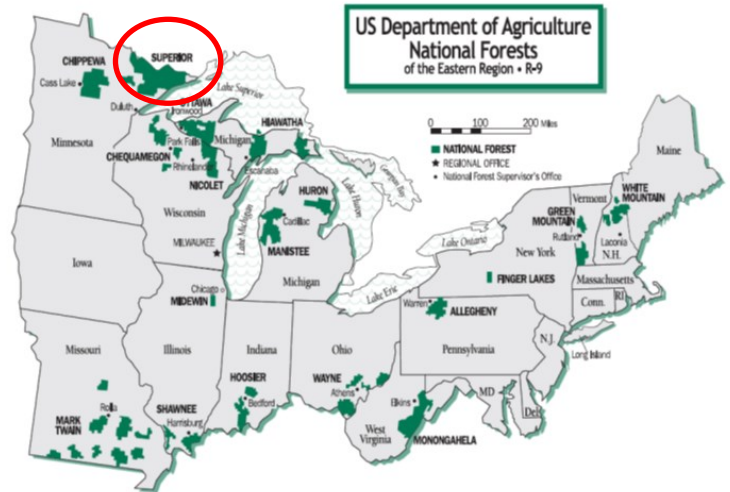 US Department of Agriculture
National Forests
of the Eastern Region • R-9
0 100 200 Miles
NATIONAL FOREST
REGIONAL OFFICE
National Forest Supervisor's Office
CHIPPEWA
SUPERIOR
Cass Lake
Lake Superior
Duluth
OTTAWA
Ironwood
HIAWATHA
Minnesota
Park Falls
Michigan
CHEQUAMEGON
Rhinelander
Escanaba
NICOLET
Georgian Bay
Lake Huron
Maine
HURON
Wisconsin
Lake Michigan
Cadillac
Vermont
WHITE
MOUNTAIN
GREEN
MOUNTAIN
Rutland
Laconia
N.H.
MILWAUKEE
MANISTEE
Lake Ontario
New York
Iowa
Michigan
Lake Erie
FINGER LAKES
Massachusetts
Conn.
RI
Chicago
MIDEWIN
Warren
ALLEGHENY
Long Island
Missouri
Illinois
Indiana
Ohio
Pennsylvania
N.J.
HOOSIER
Bedford
WAYNE
Athens
Elkins
MD
Del
MARK
TWAIN
Rolla
SHAWNEE
Harrisburg
West
Virginia
MONONGAHELA